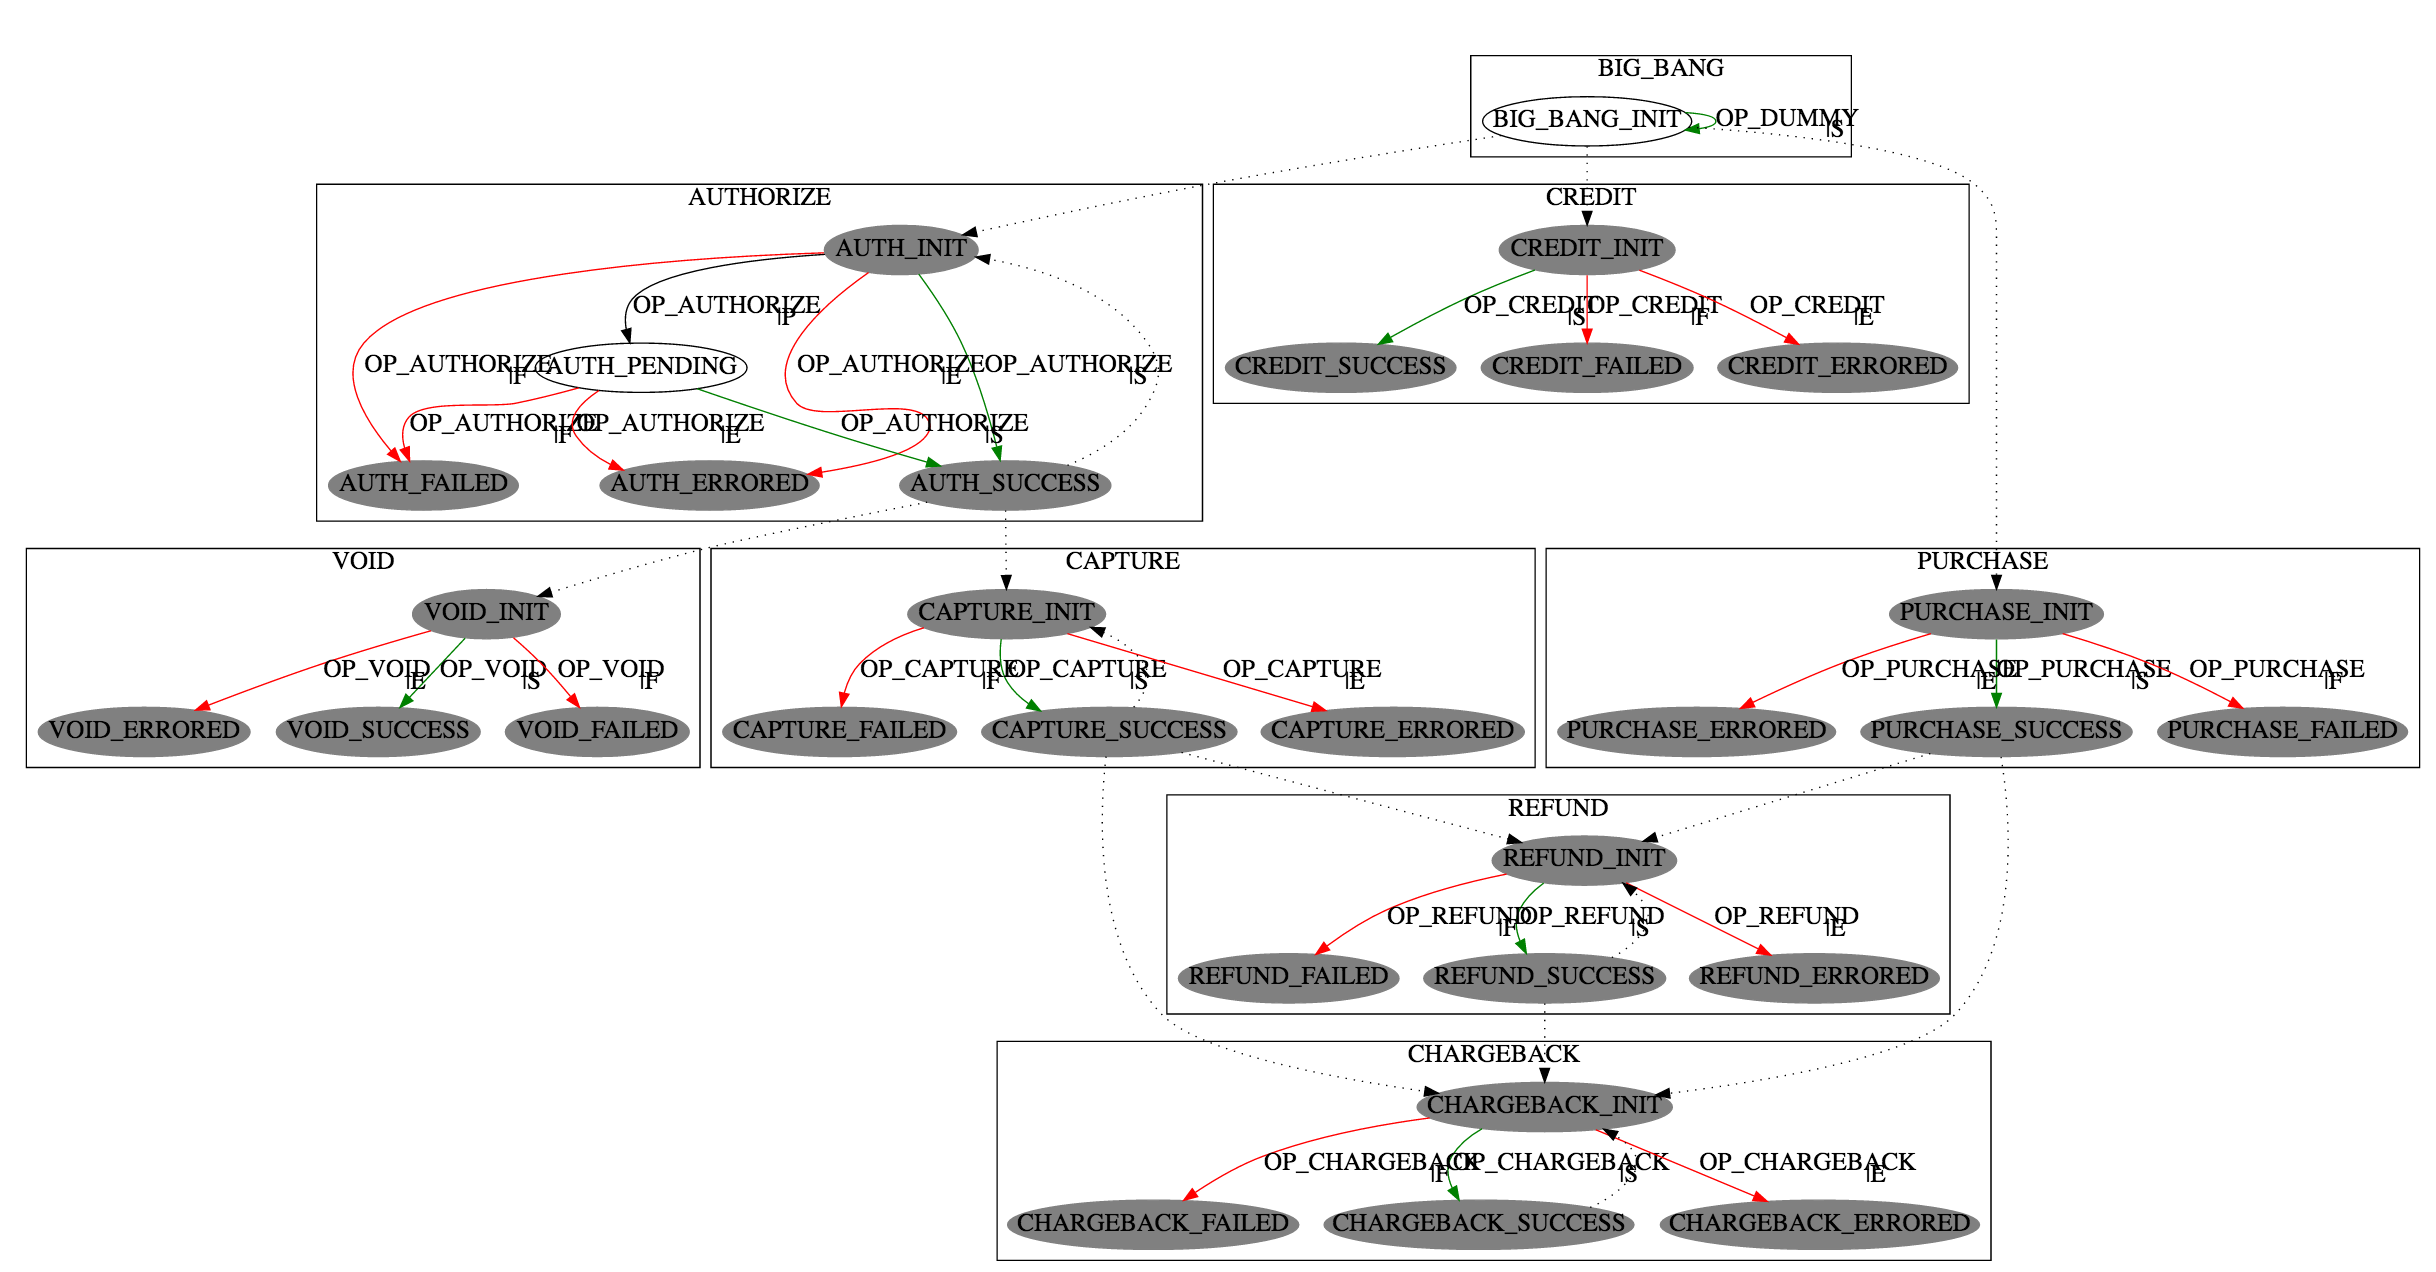 BIG_BANG
BIG_BANG_INIT
OP_DUMMY
|S
AUTHORIZE
AUTH_INIT
OP_AUTHORIZE
|P
OP_AUTHORIZE
|F
AUTH_PENDING
OP_AUTHORIZE
|E
OP_AUTHORIZE
|S
OP_AUTHORIZE
|F
OP_AUTHORIZE
|E
OP_AUTHORIZE
|S
AUTH_FAILED
AUTH_ERRORED
AUTH_SUCCESS
CREDIT
CREDIT_INIT
OP_CREDIT
|S
OP_CREDIT
|F
OP_CREDIT
|E
CREDIT_SUCCESS
CREDIT_FAILED
CREDIT_ERRORED
VOID
VOID_INIT
OP_VOID
|E
OP_VOID
|S
OP_VOID
|F
VOID_ERRORED
VOID_SUCCESS
VOID_FAILED
CAPTURE
CAPTURE_INIT
OP_CAPTURE
|F
OP_CAPTURE
|S
OP_CAPTURE
|E
CAPTURE_FAILED
CAPTURE_SUCCESS
CAPTURE_ERRORED
PURCHASE
PURCHASE_INIT
OP_PURCHASE
|E
OP_PURCHASE
|S
OP_PURCHASE
|F
PURCHASE_ERRORED
PURCHASE_SUCCESS
PURCHASE_FAILED
REFUND
REFUND_INIT
OP_REFUND
|F
OP_REFUND
|S
OP_REFUND
|E
REFUND_FAILED
REFUND_SUCCESS
REFUND_ERRORED
CHARGEBACK
CHARGEBACK_INIT
OP_CHARGEBACK
|F
OP_CHARGEBACK
|S
OP_CHARGEBACK
|E
CHARGEBACK_FAILED
CHARGEBACK_SUCCESS
CHARGEBACK_ERRORED